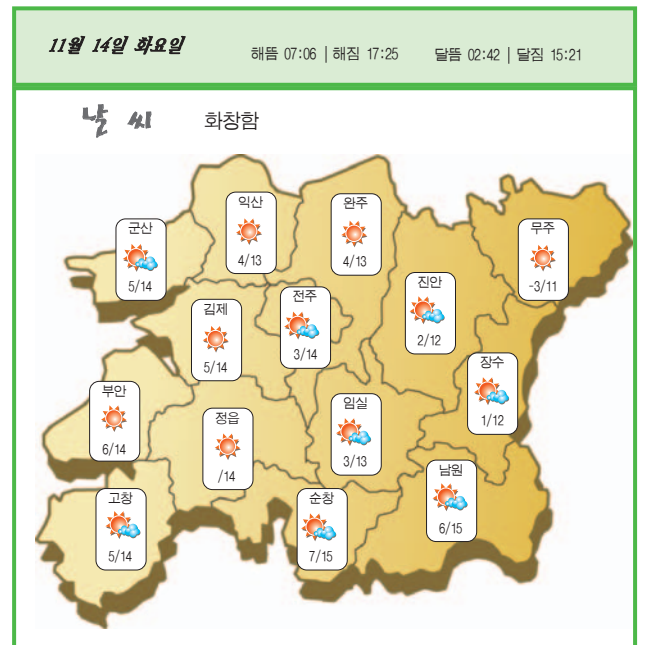 11월 14일 화요일
해뜸 07:06 | 해짐 17:25
달뜸 02:42 | 달짐 15:21
날씨
화창함
익산
4/13
완주
4/13
군산
5/14
무주
-3/11
진안
2/12
전주
3/14
김제
5/14
장수
1/12
부안
6/14
임실
3/13
정읍
/14
남원
6/15
고창
5/14
순창
7/15